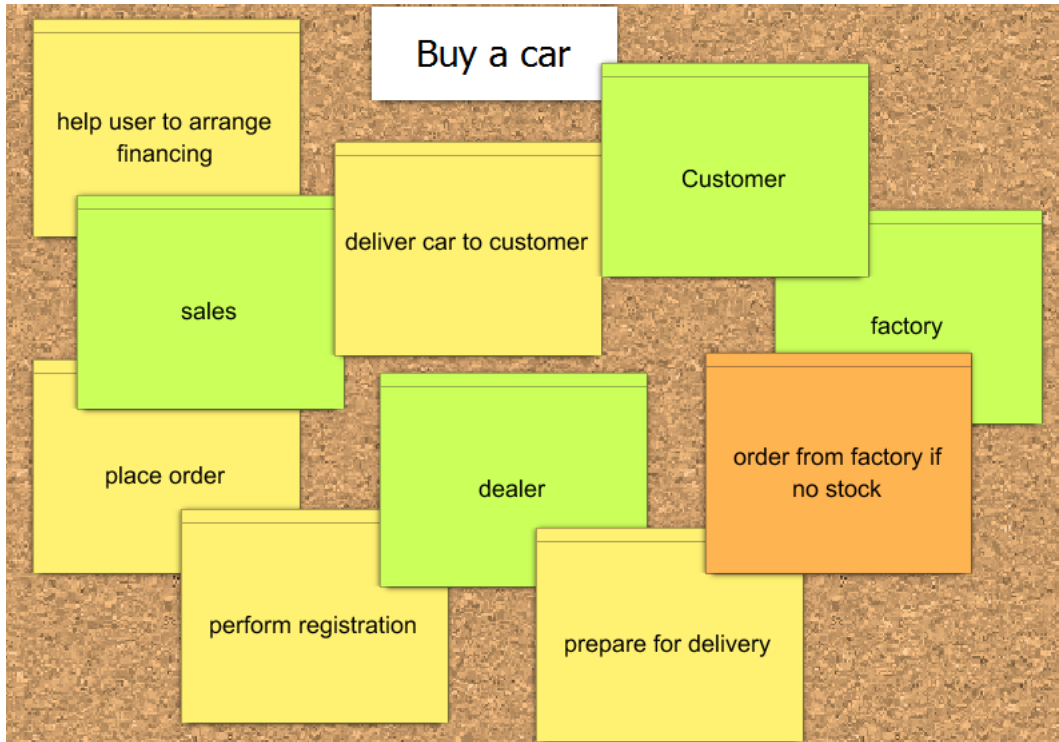 Buy a car
help user to arrange
financing
Customer
deliver car to customer
sales
factory
place order
dealer
order from factory if
no stock
perform registration
prepare for delivery